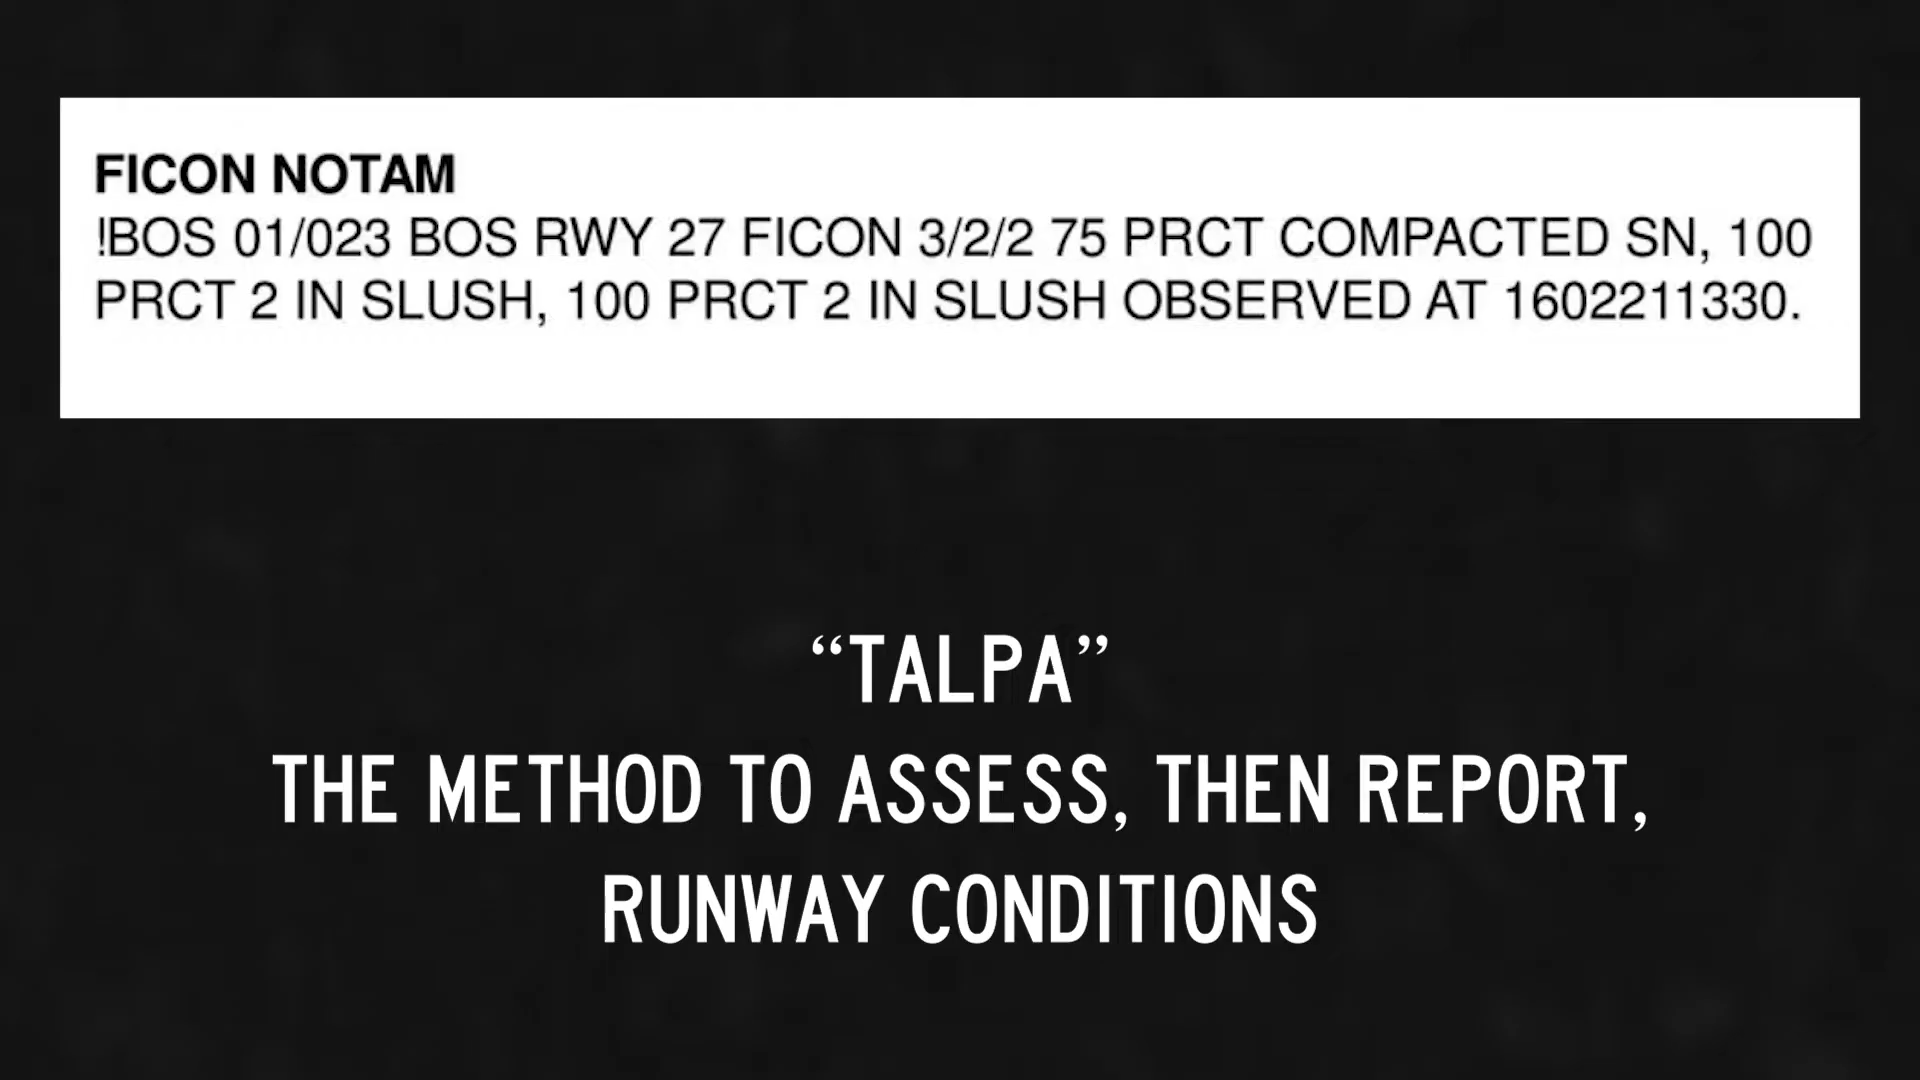 FICON NOTAM
!BOS 01/023 BOS RWY 27 FICON 3/2/2 75 PRCT COMPACTED SN, 100
PRCT 2 IN SLUSH, 100 PRCT 2 IN SLUSH OBSERVED AT 1602211330.
“TALPA”
THE METHOD TO ASSESS, THEN REPORT,
RUNWAY CONDITIONS